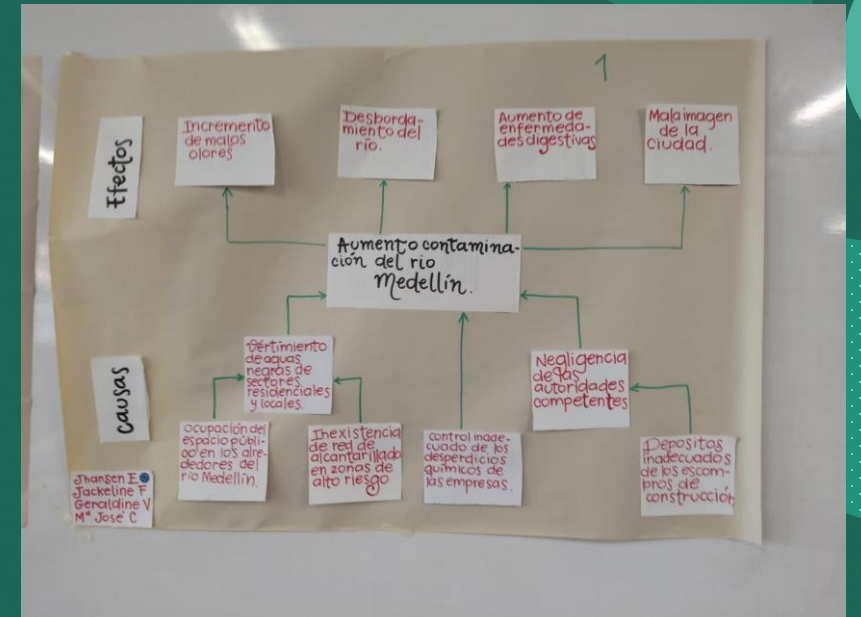 1
Efectos
Incremento
de malos
olores
Desborda-
miento del
río.
Aumento de
enfermeda-
des digestivas
Mala imagen
de la
ciudad.
Aumento contamina-
ción del rio
Medellín.
Causas
Vertimiento
de aguas
negras de
sectores
residenciales
y locales.
Negligencia
de las
autoridades
competentes
ocupación del
espacio públi-
co en los alre-
dedores del
río Medellín.
Inexistencia
de red de
alcantarillado
en zonas de
alto riesgo
control inade-
cuado de los
desperdicios
químicos de
las empresas.
Depositos
inadecuados
de los escom-
pros de
construcción
Jhansen E
Jackeline F
Geraldine V
Mª José C